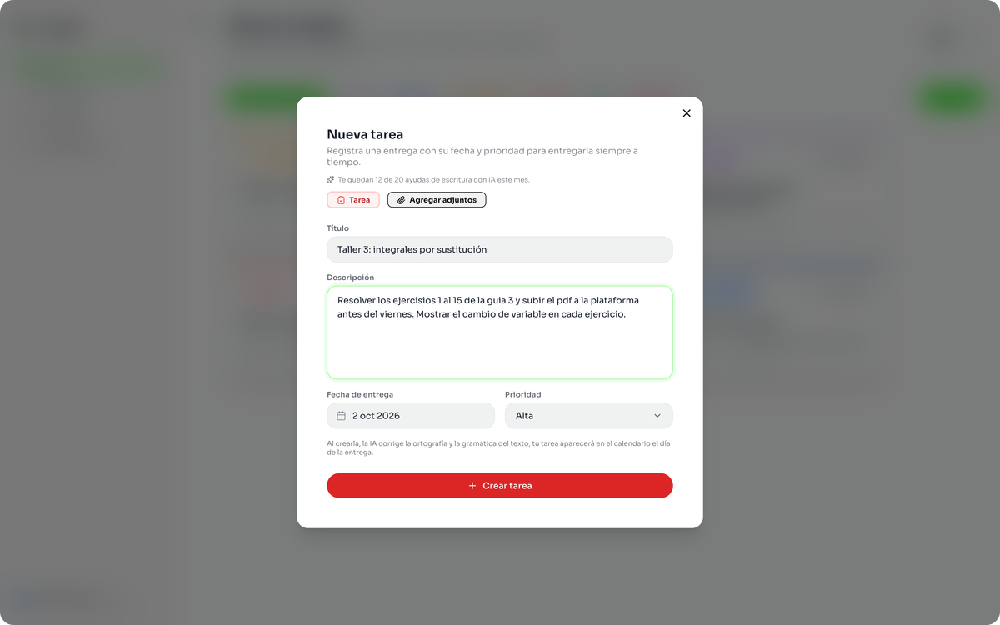 Nueva tarea
Registra una entrega con su fecha y prioridad para entregarla siempre a
tiempo.
Te quedan 12 de 20 ayudas de escritura con IA este mes.
Tarea
Agregar adjuntos
Título
Taller 3: integrales por sustitución
Descripción
Resolver los ejercisios 1 al 15 de la guia 3 y subir el pdf a la plataforma
antes del viernes. Mostrar el cambio de variable en cada ejercicio.
Fecha de entrega
Prioridad
2 oct 2026
Alta
Al crearla, la IA corrige la ortografía y la gramática del texto; tu tarea aparecerá en el calendario el día
de la entrega.
Crear tarea